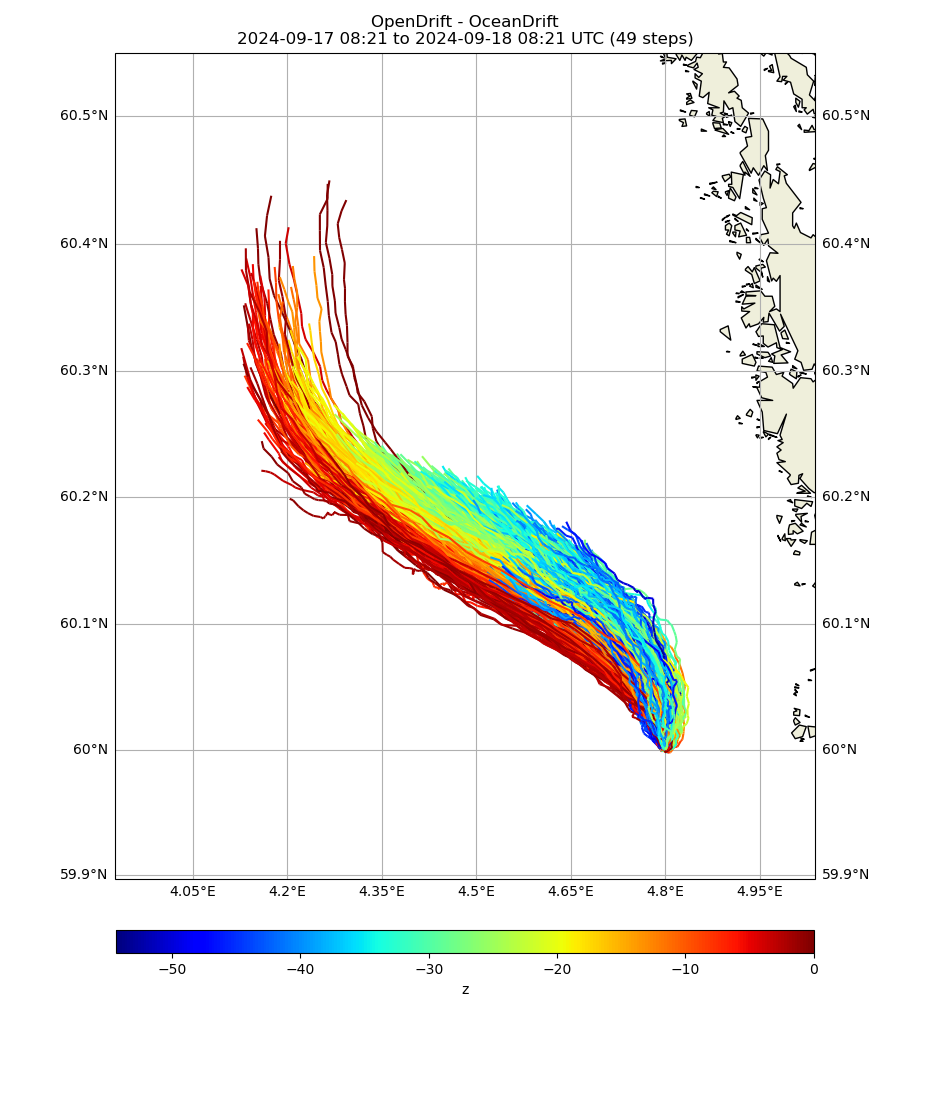 OpenDrift - OceanDrift
2024-09-17 08:21 to 2024-09-18 08:21 UTC (49 steps)
60.5°N 60.5°N
60.4°N 60.4°N
60.3°N 60.3°N
60.2°N 60.2°N
60.1°N 60.1°N
60°N 60°N
59.9°N 59.9°N
4.05°E 4.2°E 4.35°E 4.5°E 4.65°E 4.8°E 4.95°E
−50 −40 −30 −20 −10 0
z